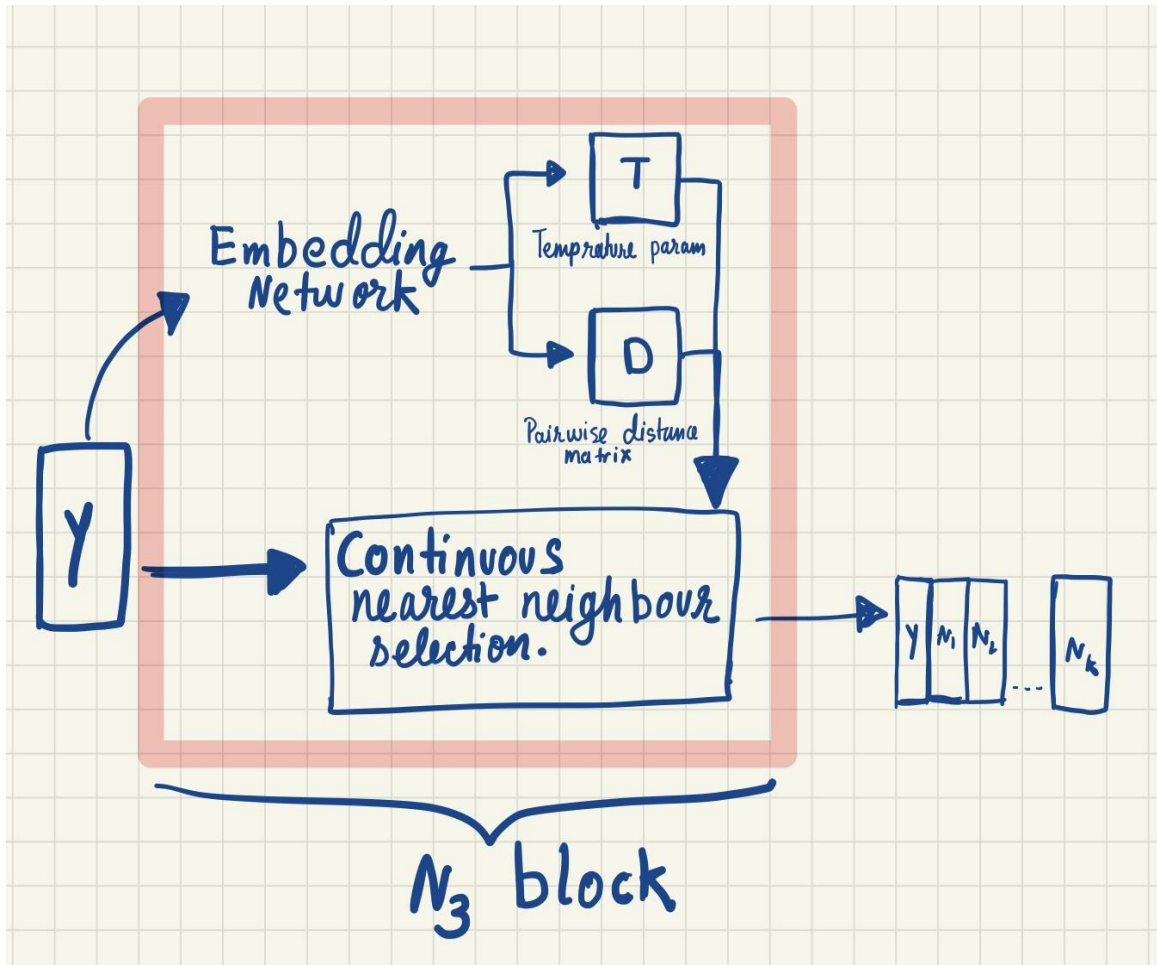 T
Temprature param
Embedding
Network
D
Pairwise distance
matrix
Y
Continuous
nearest neighbour
selection.
Y N₁ N₂ .... Nₖ
N₃ block